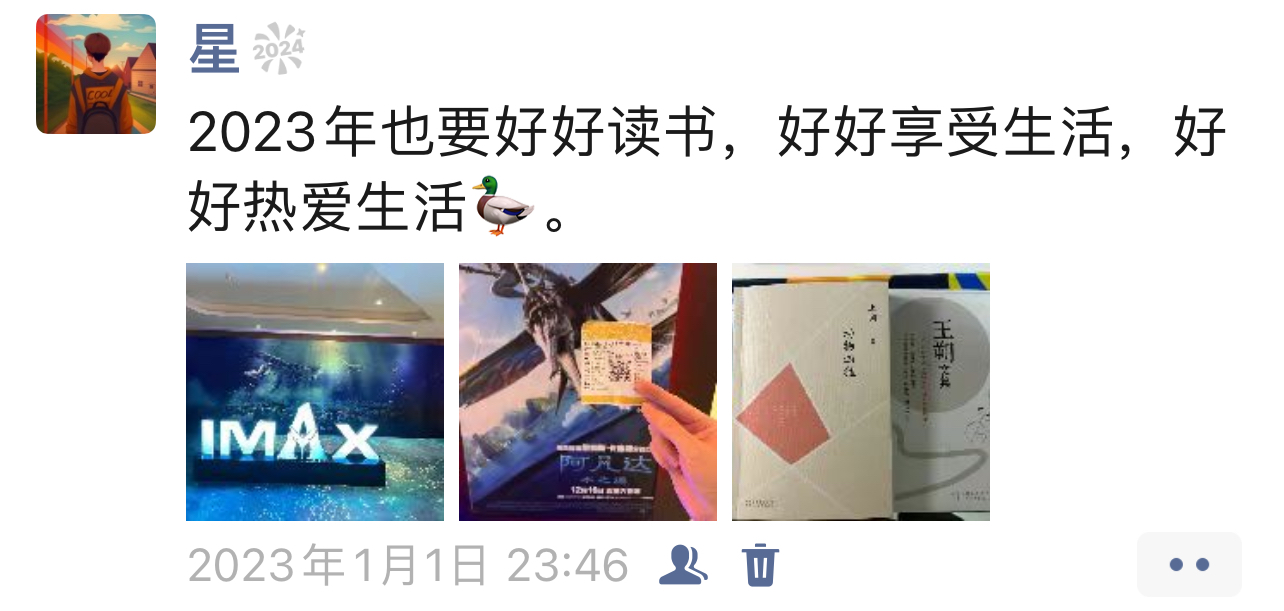 COOL
星 2024
2023年也要好好读书，好好享受生活，好
好热爱生活🦆。
IMAX
阿凡达
水之道
12月16日
王朔文集
2023年1月1日 23:46